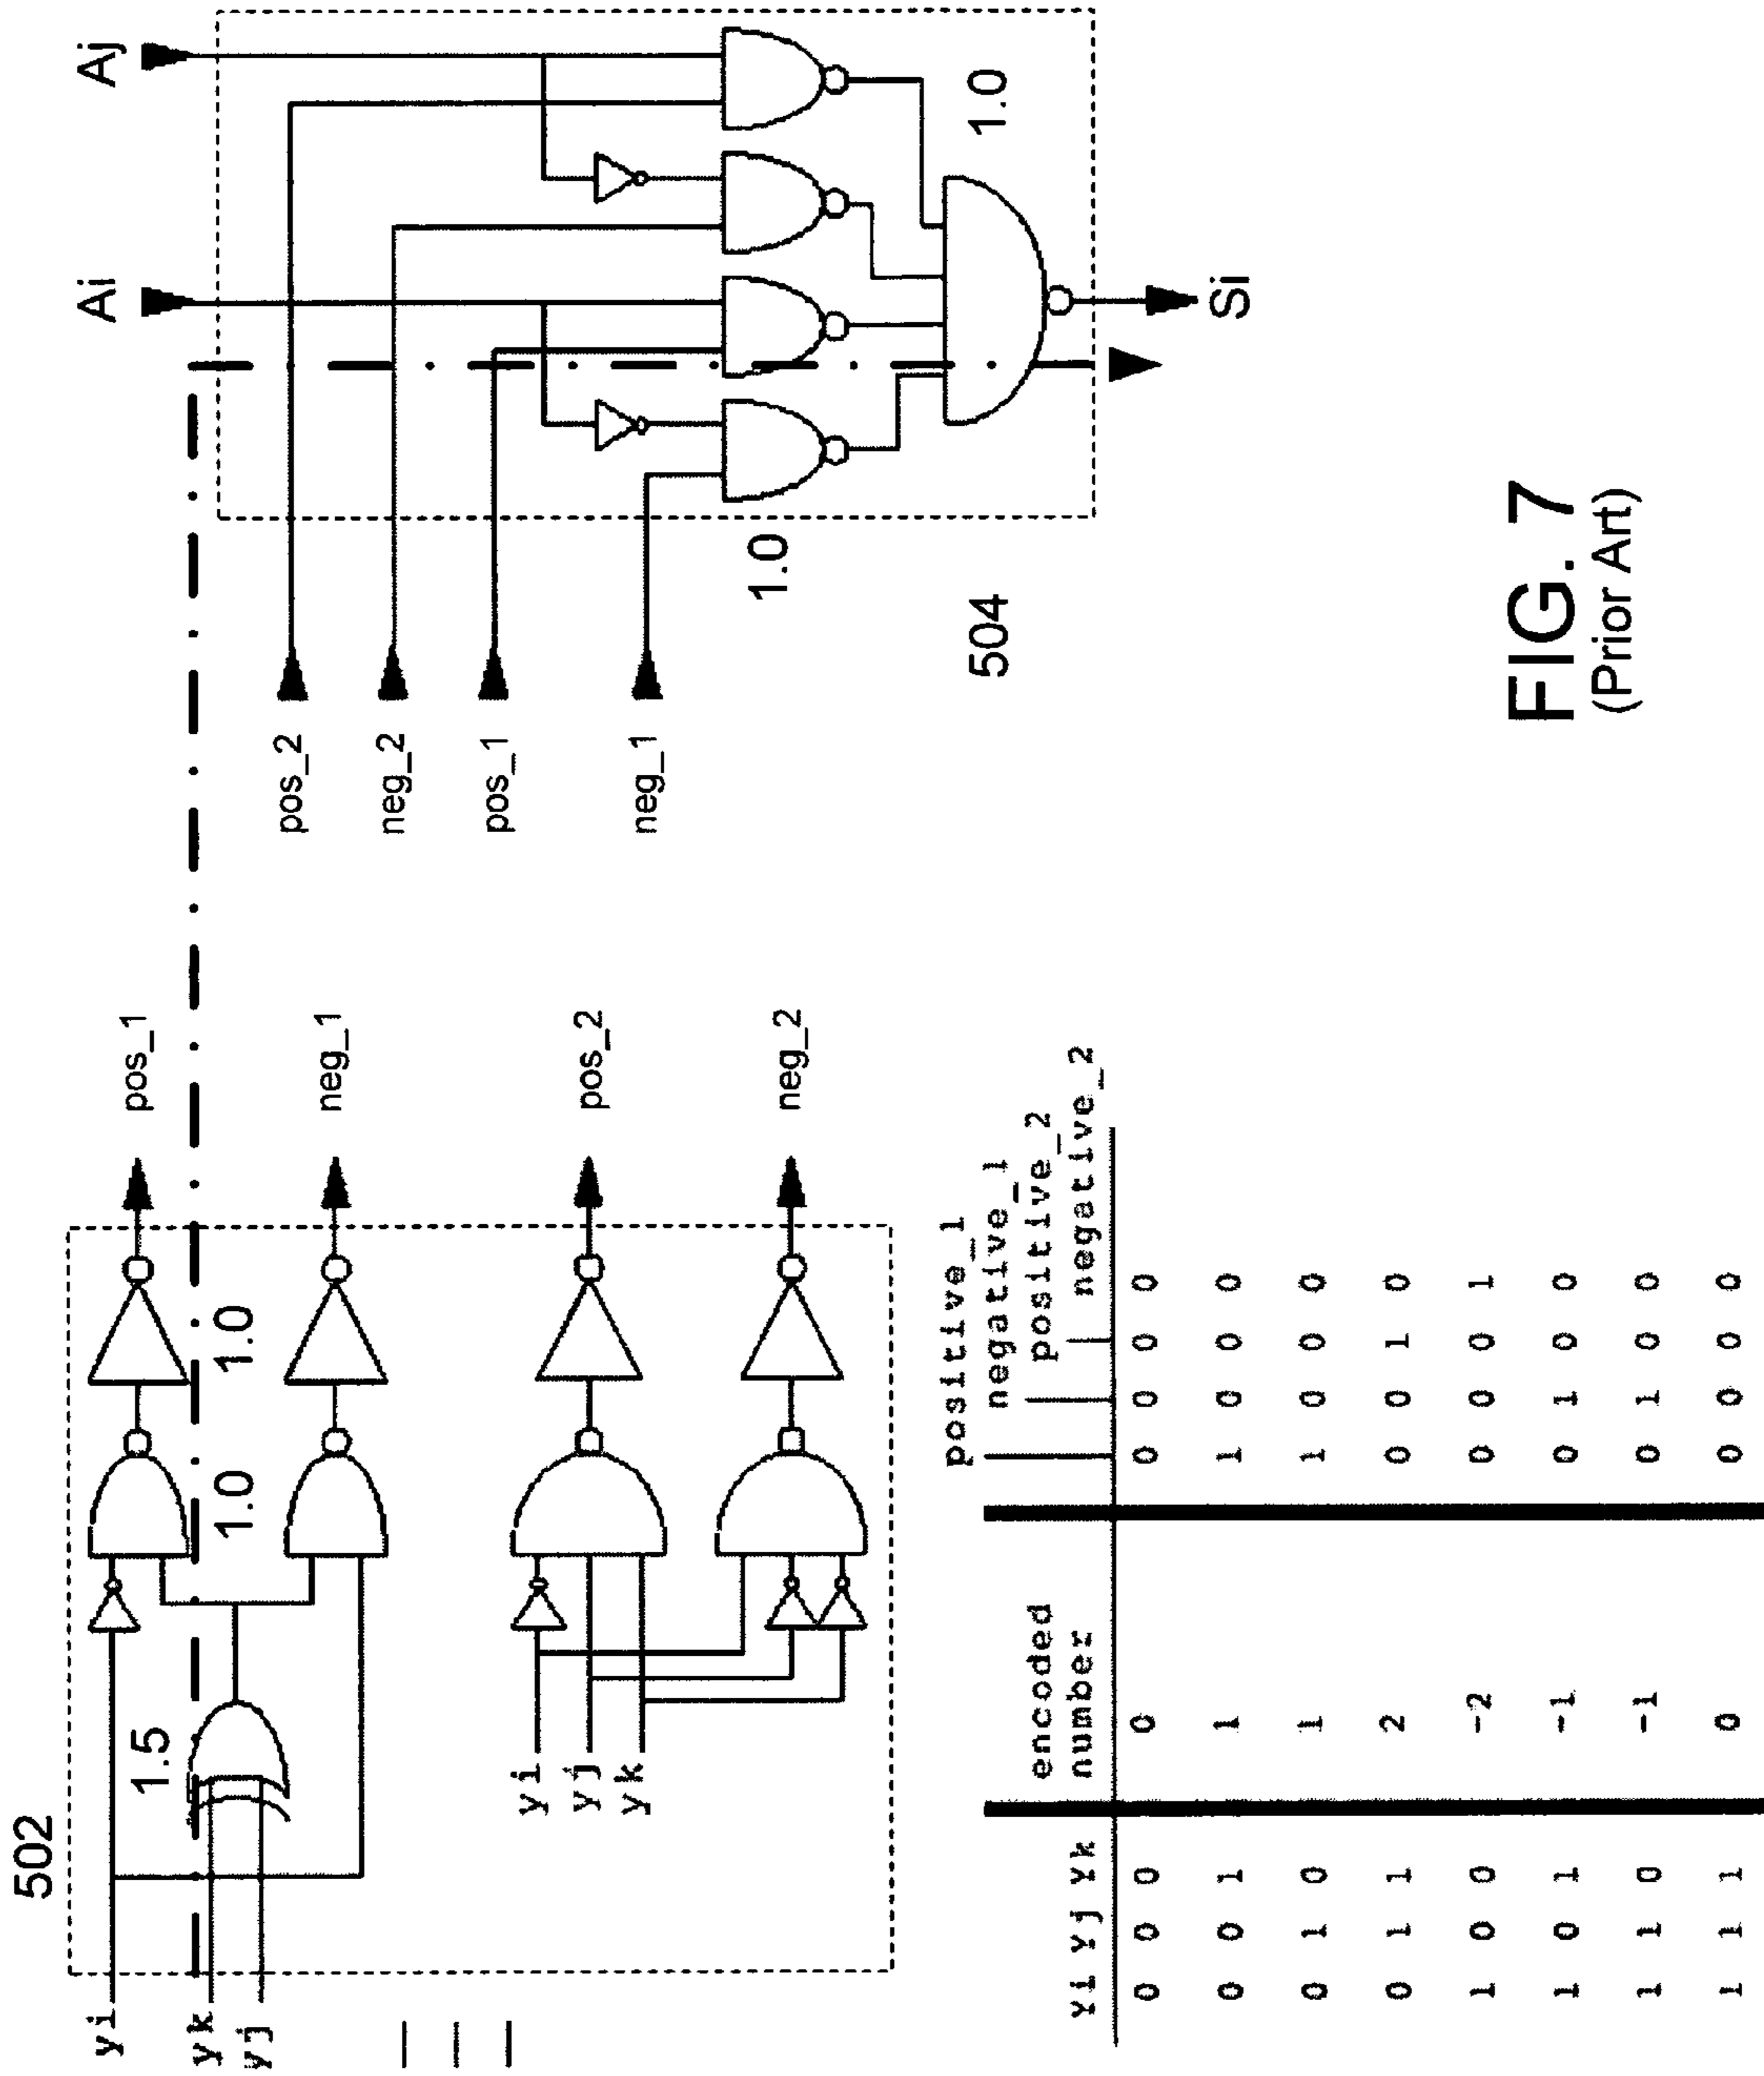 502
yi
yk
yj
1.5
1.0
1.0
pos_1
neg_1
yi
yj
yk
pos_2
neg_2
pos_2
neg_2
pos_1
neg_1
Ai
Aj
1.0
1.0
504
Si
yi yj yk encoded number positive_1 negative_1 positive_2 negative_2
0 0 0 0 0 0 0 0
0 0 1 1 1 0 0 0
0 1 0 1 1 0 0 0
0 1 1 2 0 0 1 0
1 0 0 -2 0 0 0 1
1 0 1 -1 0 1 0 0
1 1 0 -1 0 1 0 0
1 1 1 0 0 0 0 0
FIG. 7
(Prior Art)